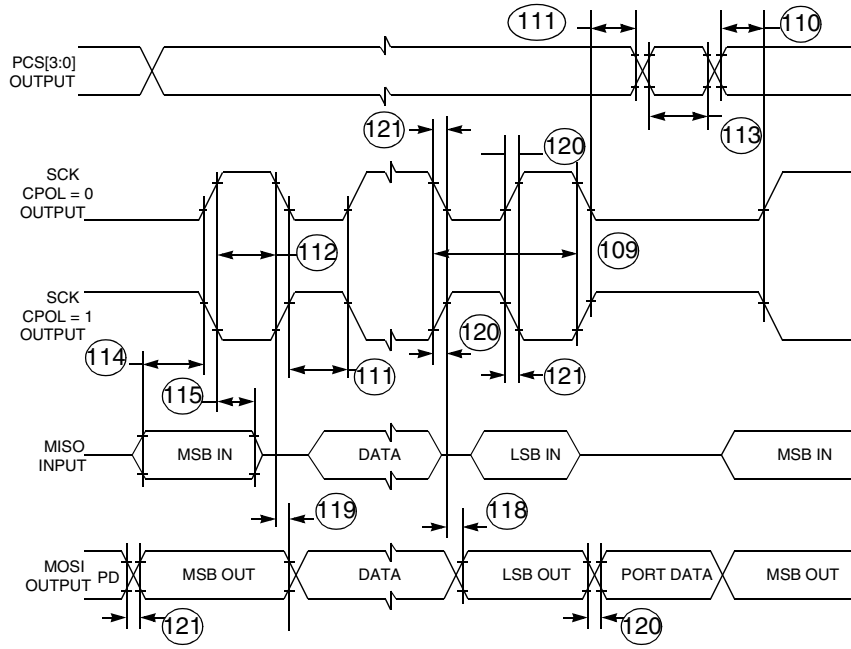 111
110
PCS[3:0]
OUTPUT
113
121
120
SCK
CPOL = 0
OUTPUT
112
109
SCK
CPOL = 1
OUTPUT
120
114
111
121
115
MISO
INPUT
MSB IN
DATA
LSB IN
MSB IN
119
118
MOSI
OUTPUT
PD
MSB OUT
DATA
LSB OUT
PORT DATA
MSB OUT
121
120